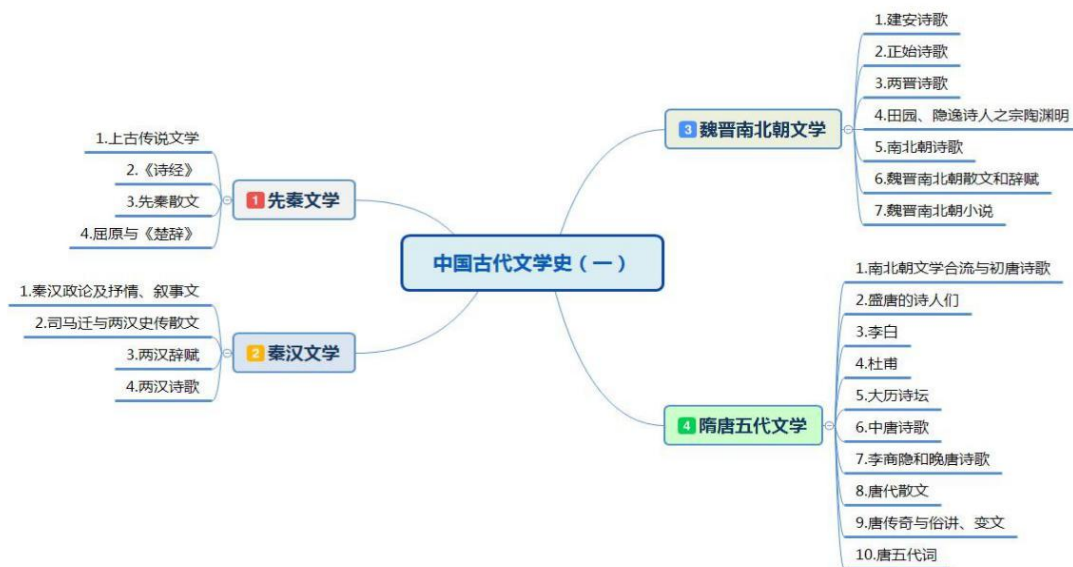 中国古代文学史（一）
1 先秦文学
1.上古传说文学
2.《诗经》
3.先秦散文
4.屈原与《楚辞》
2 秦汉文学
1.秦汉政论及抒情、叙事文
2.司马迁与两汉史传散文
3.两汉辞赋
4.两汉诗歌
3 魏晋南北朝文学
1.建安诗歌
2.正始诗歌
3.两晋诗歌
4.田园、隐逸诗人之宗陶渊明
5.南北朝诗歌
6.魏晋南北朝散文和辞赋
7.魏晋南北朝小说
4 隋唐五代文学
1.南北朝文学合流与初唐诗歌
2.盛唐的诗人们
3.李白
4.杜甫
5.大历诗坛
6.中唐诗歌
7.李商隐和晚唐诗歌
8.唐代散文
9.唐传奇与俗讲、变文
10.唐五代词